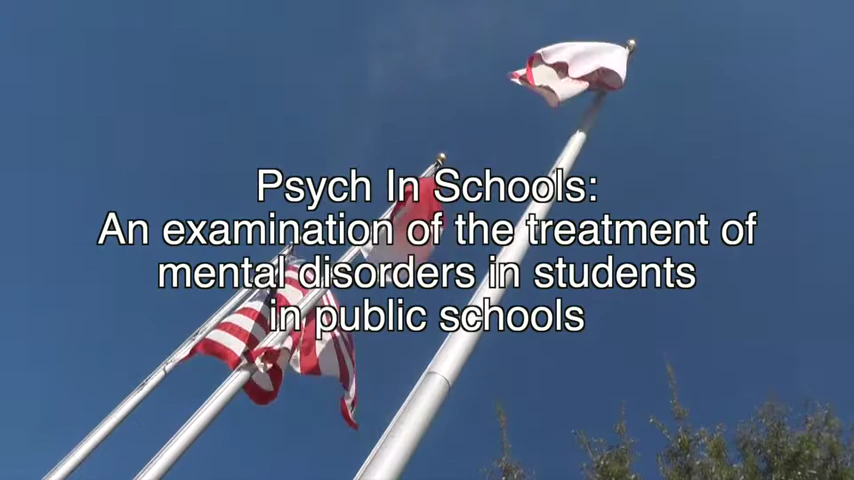 Psych In Schools:
An examination of the treatment of
mental disorders in students
in public schools